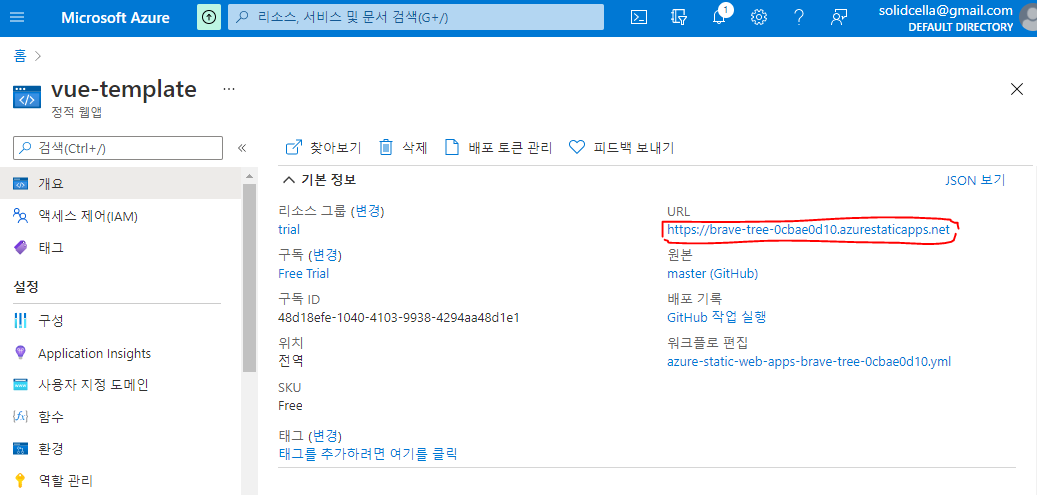 Microsoft Azure
리소스, 서비스 및 문서 검색(G+/)
1
solidcella@gmail.com
DEFAULT DIRECTORY
홈
vue-template
정적 웹앱
검색(Ctrl+/)
개요
액세스 제어(IAM)
태그
설정
구성
Application Insights
사용자 지정 도메인
함수
환경
역할 관리
찾아보기 삭제 배포 토큰 관리 피드백 보내기
기본 정보
JSON 보기
리소스 그룹 (변경)
trial
구독 (변경)
Free Trial
구독 ID
48d18efe-1040-4103-9938-4294aa48d1e1
위치
전역
SKU
Free
태그 (변경)
태그를 추가하려면 여기를 클릭
URL
https://brave-tree-0cbae0d10.azurestaticapps.net
원본
master (GitHub)
배포 기록
GitHub 작업 실행
워크플로 편집
azure-static-web-apps-brave-tree-0cbae0d10.yml